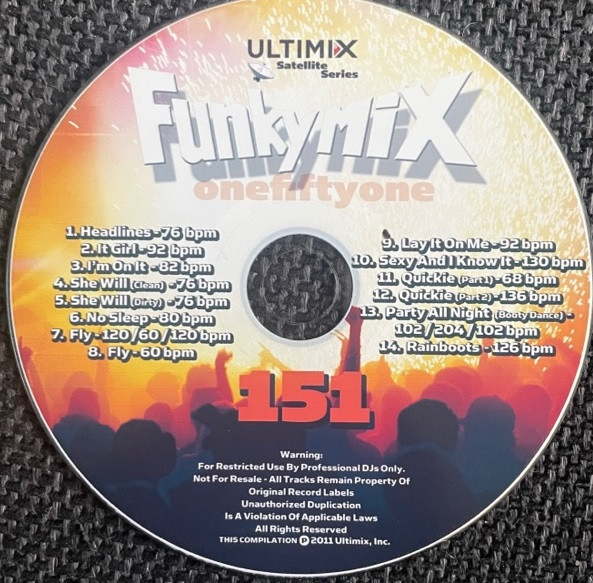 ULTIMIX
Satellite
Series
Funkymix
onefiftyone
1. Headlines - 76 bpm
2. It Girl - 92 bpm
3. I'm On It - 82 bpm
4. She Will (Clean) - 76 bpm
5. She Will (Dirty) - 76 bpm
6. No Sleep - 80 bpm
7. Fly - 120 / 60 / 120 bpm
8. Fly - 60 bpm
9. Lay It On Me - 92 bpm
10. Sexy And I Know It - 130 bpm
11. Quickie (Part 1) - 68 bpm
12. Quickie (Part 2) - 136 bpm
13. Party All Night (Booty Dance) -
102 / 204 / 102 bpm
14. Rainboots - 126 bpm
151
Warning:
For Restricted Use By Professional DJs Only.
Not For Resale - All Tracks Remain Property Of
Original Record Labels
Unauthorized Duplication
Is A Violation Of Applicable Laws
All Rights Reserved
THIS COMPILATION ℗ 2011 Ultimix, Inc.